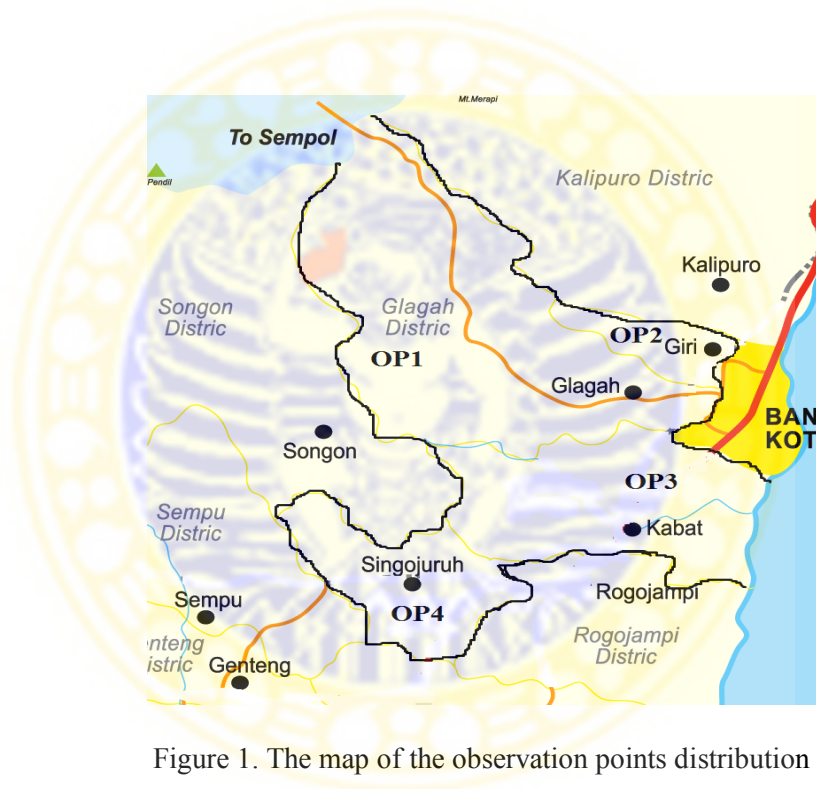 Mt.Merapi
To Sempol
Pendil
Kalipuro Distric
Kalipuro
Songon
Distric
Glagah
District
OP2
Giri
OP1
Glagah
BAN
KOT
Songon
OP3
Sempu
Distric
Kabat
Singojuruh
Rogojampi
Sempu
OP4
Rogojampi
Distric
enteng
istric
Genteng
Figure 1. The map of the observation points distribution